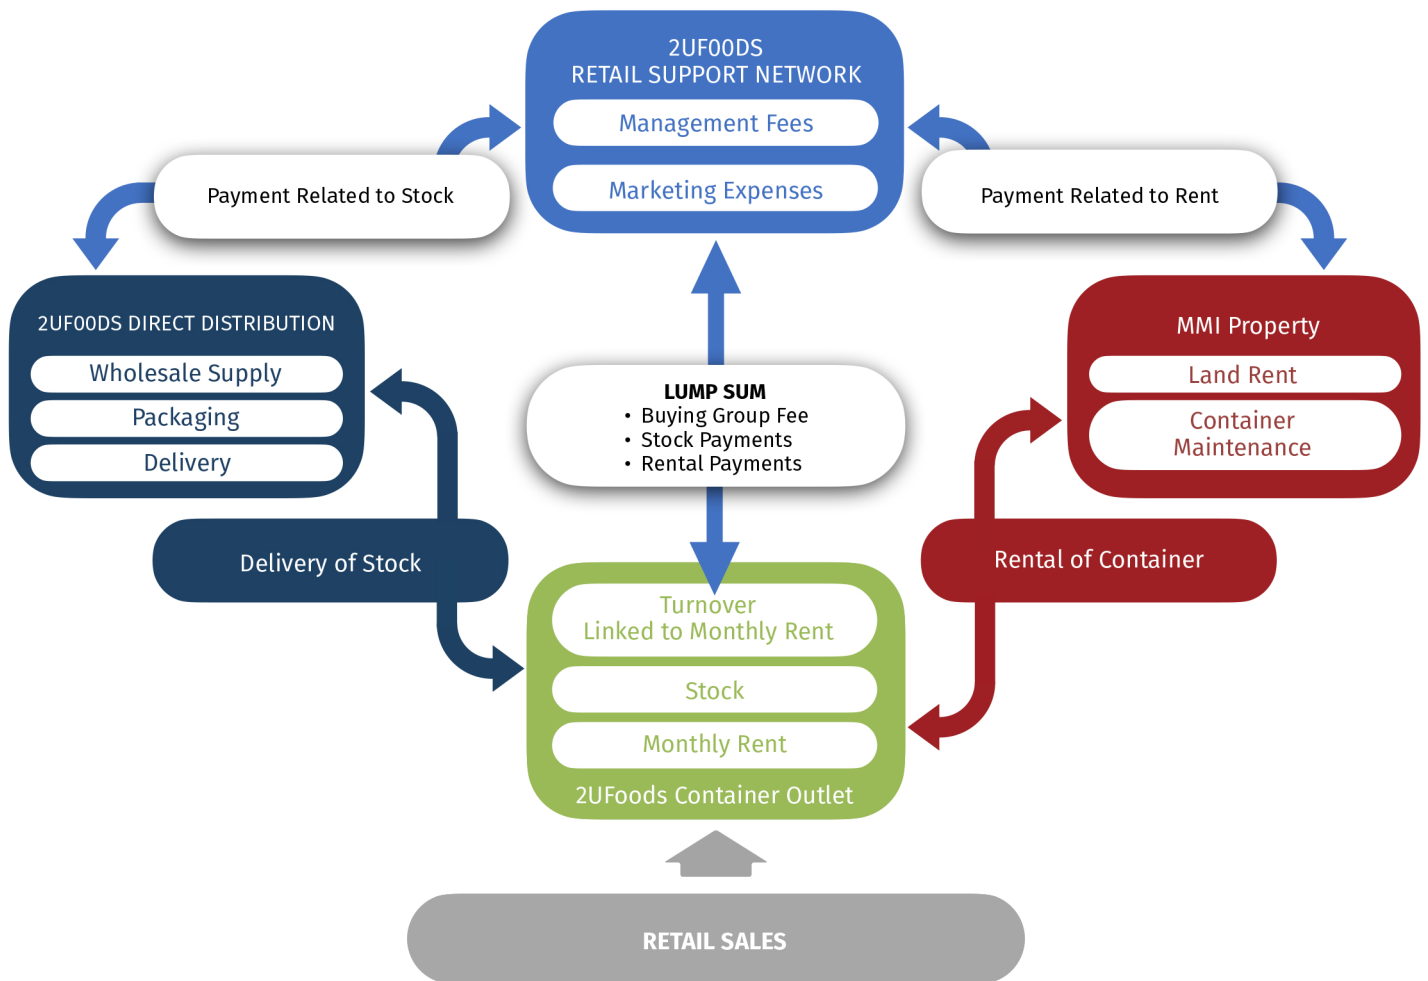 2UF00DS
RETAIL SUPPORT NETWORK
Management Fees
Marketing Expenses
Payment Related to Stock
Payment Related to Rent
2UF00DS DIRECT DISTRIBUTION
Wholesale Supply
Packaging
Delivery
LUMP SUM
• Buying Group Fee
• Stock Payments
• Rental Payments
MMI Property
Land Rent
Container
Maintenance
Delivery of Stock
Rental of Container
Turnover
Linked to Monthly Rent
Stock
Monthly Rent
2UFoods Container Outlet
RETAIL SALES